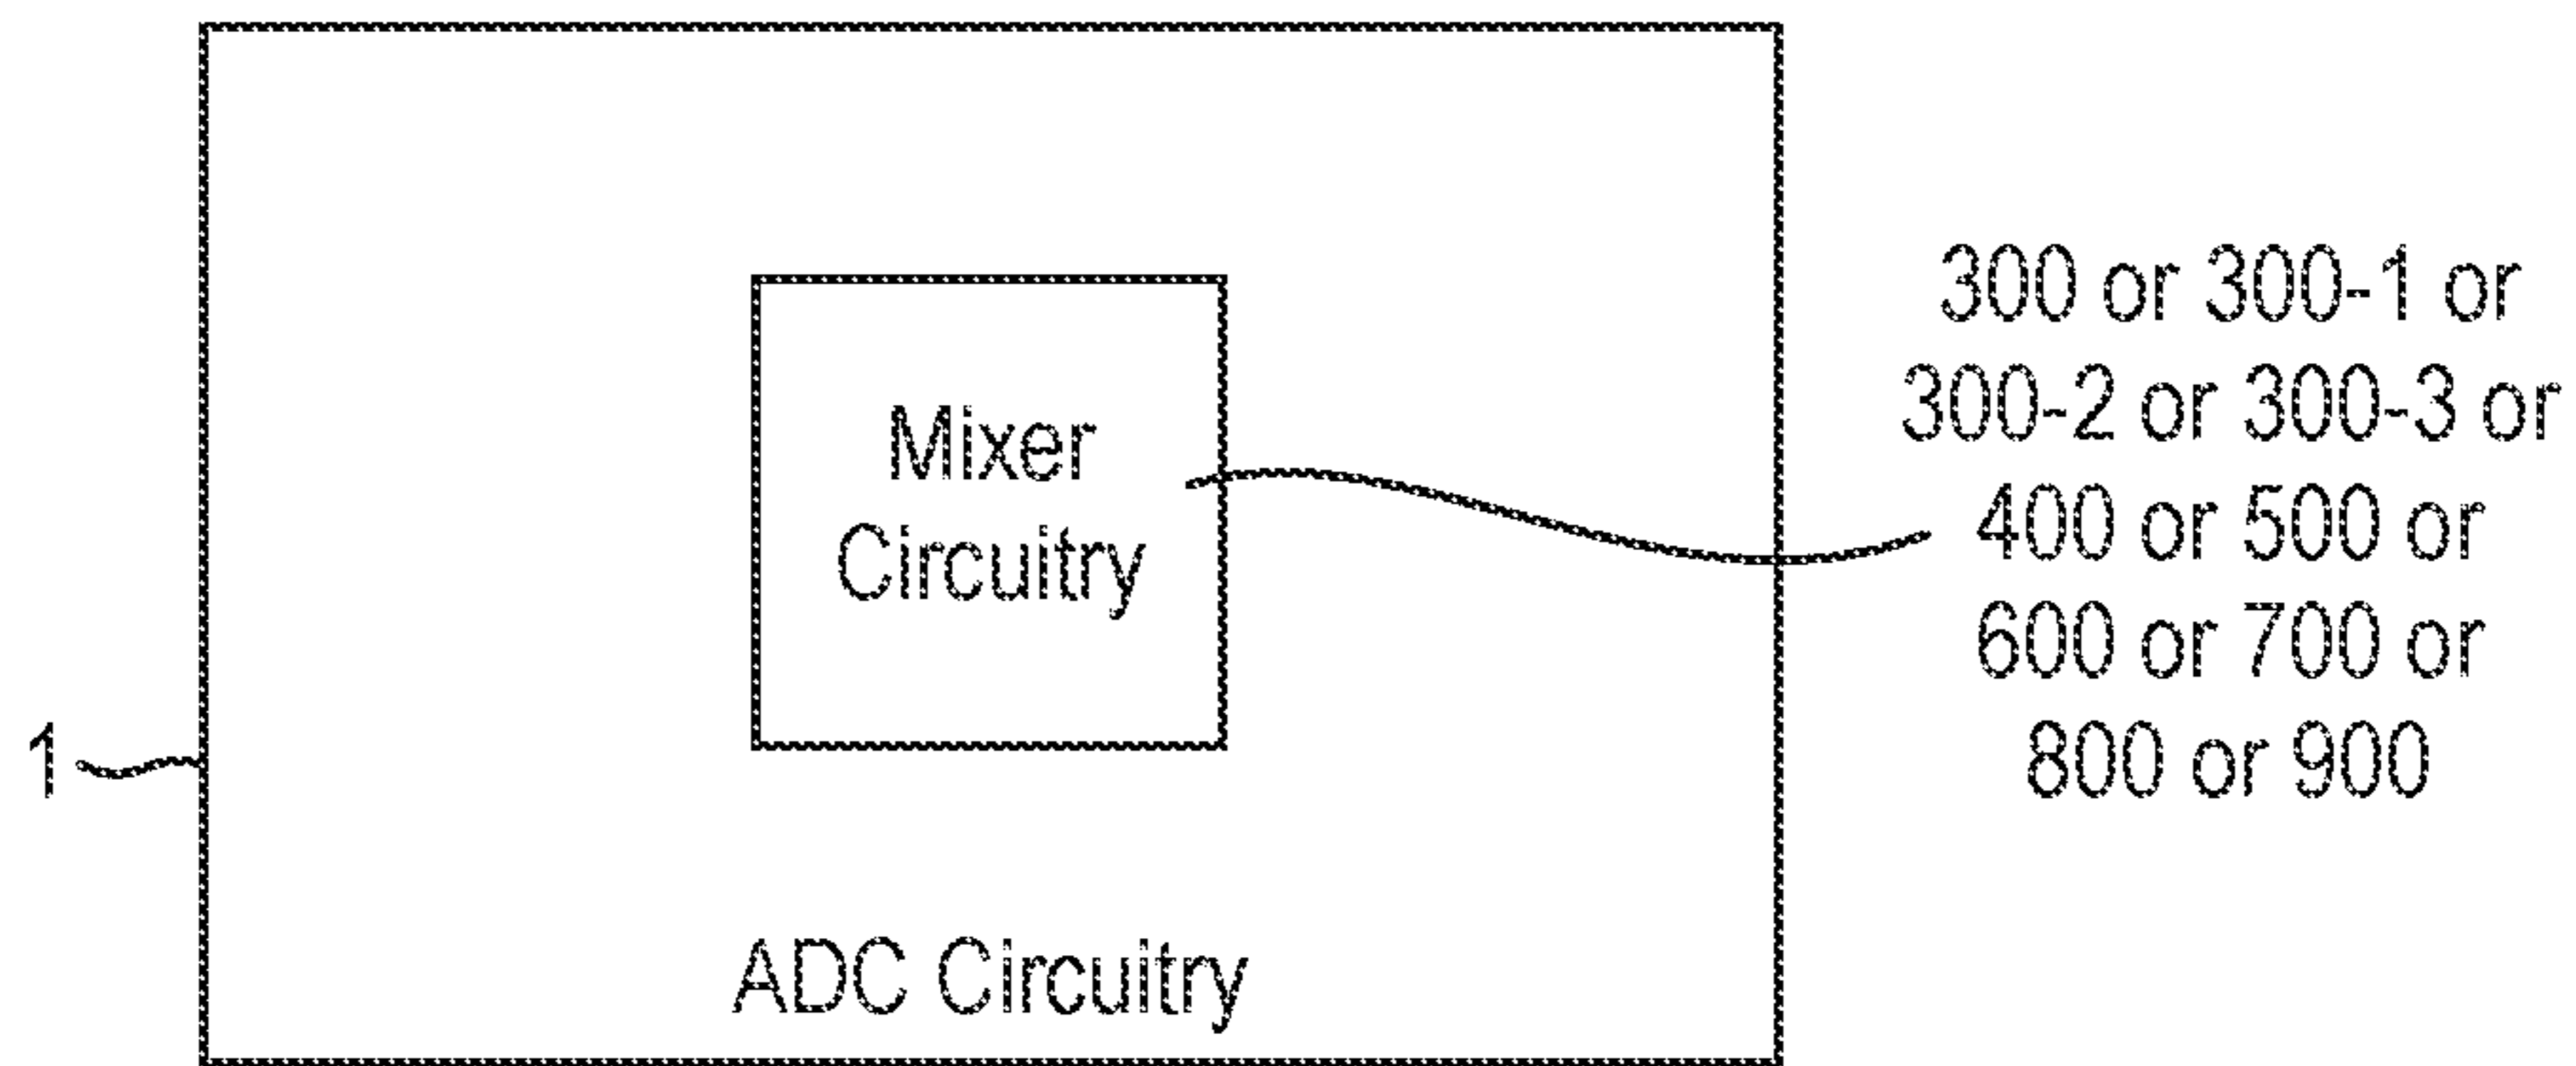 Mixer
Circuitry
300 or 300-1 or
300-2 or 300-3 or
400 or 500 or
600 or 700 or
800 or 900
1
ADC Circuitry